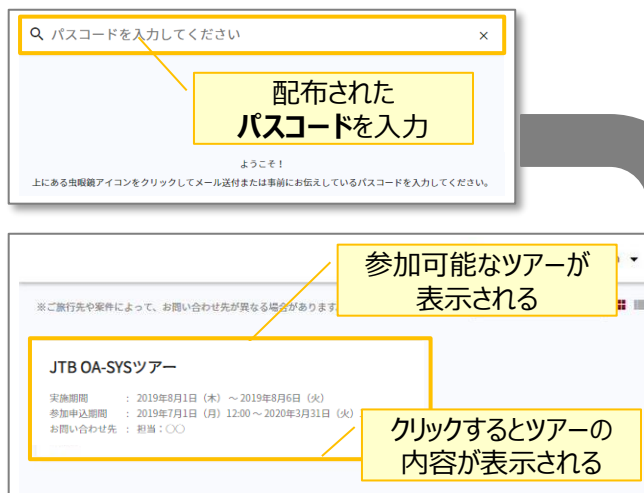 パスコードを入力してください ×
配布された
パスコードを入力
ようこそ！
上にある虫眼鏡アイコンをクリックしてメール送付または事前にお伝えしているパスコードを入力してください。
参加可能なツアーが
表示される
※ご旅行先や案件によって、お問い合わせ先が異なる場合があります
JTB OA-SYSツアー
実施期間 : 2019年8月1日（木）～2019年8月6日（火）
参加申込期間 : 2019年7月1日（月）12:00～2020年3月31日（火）
お問い合わせ先 : 担当：〇〇
クリックするとツアーの
内容が表示される